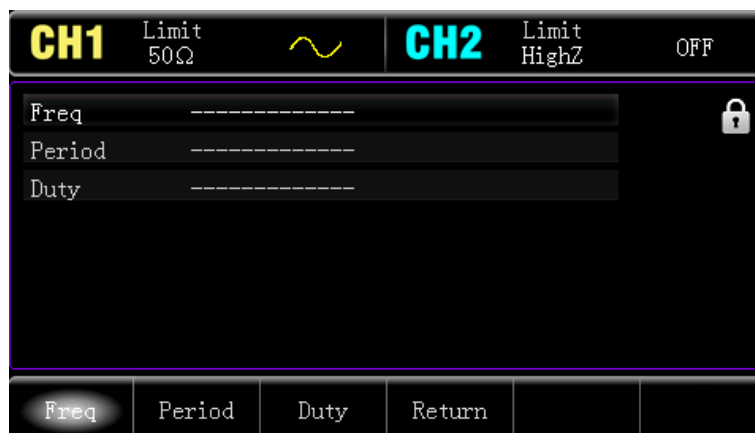 CH1 Limit 50Ω CH2 Limit HighZ OFF
Freq -------------
Period -------------
Duty -------------
Freq Period Duty Return